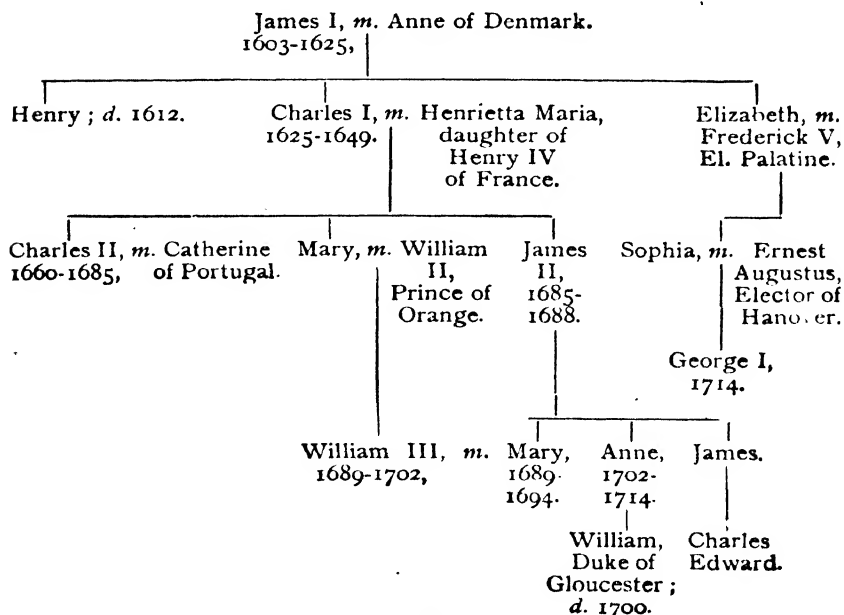 James I, m. Anne of Denmark.
1603-1625,
Henry ; d. 1612.
Charles I, m. Henrietta Maria,
1625-1649. daughter of
Henry IV
of France.
Elizabeth, m.
Frederick V,
El. Palatine.
Charles II, m. Catherine
1660-1685, of Portugal.
Mary, m. William
II,
Prince of
Orange.
James
II,
1685-
1688.
Sophia, m. Ernest
Augustus,
Elector of
Hanover.
George I,
1714.
William III, m. Mary,
1689-1702, 1689-
1694.
Anne,
1702-
1714.
James.
William,
Duke of
Gloucester ;
d. 1700.
Charles
Edward.